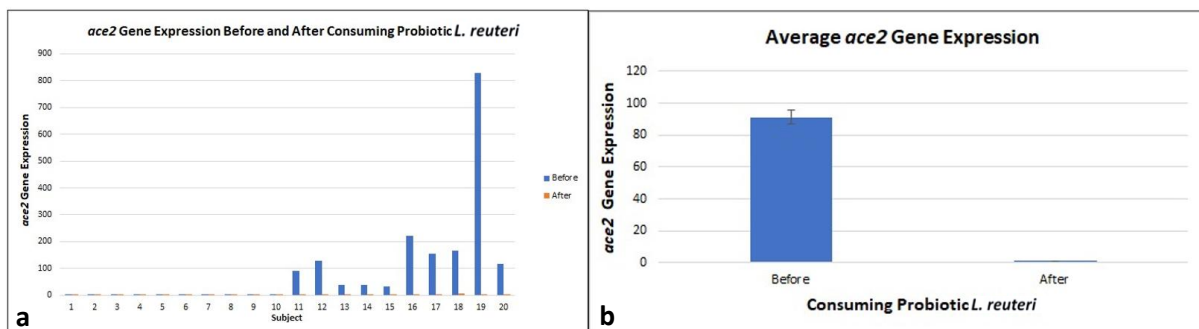 ace2 Gene Expression Before and After Consuming Probiotic L. reuteri
900
800
700
600
500
400
300
200
100
0
ace2 Gene Expression
1 2 3 4 5 6 7 8 9 10 11 12 13 14 15 16 17 18 19 20
Subject
Before
After
a
Average ace2 Gene Expression
120
100
80
60
40
20
0
ace2 Gene Expression
Before After
Consuming Probiotic L. reuteri
b